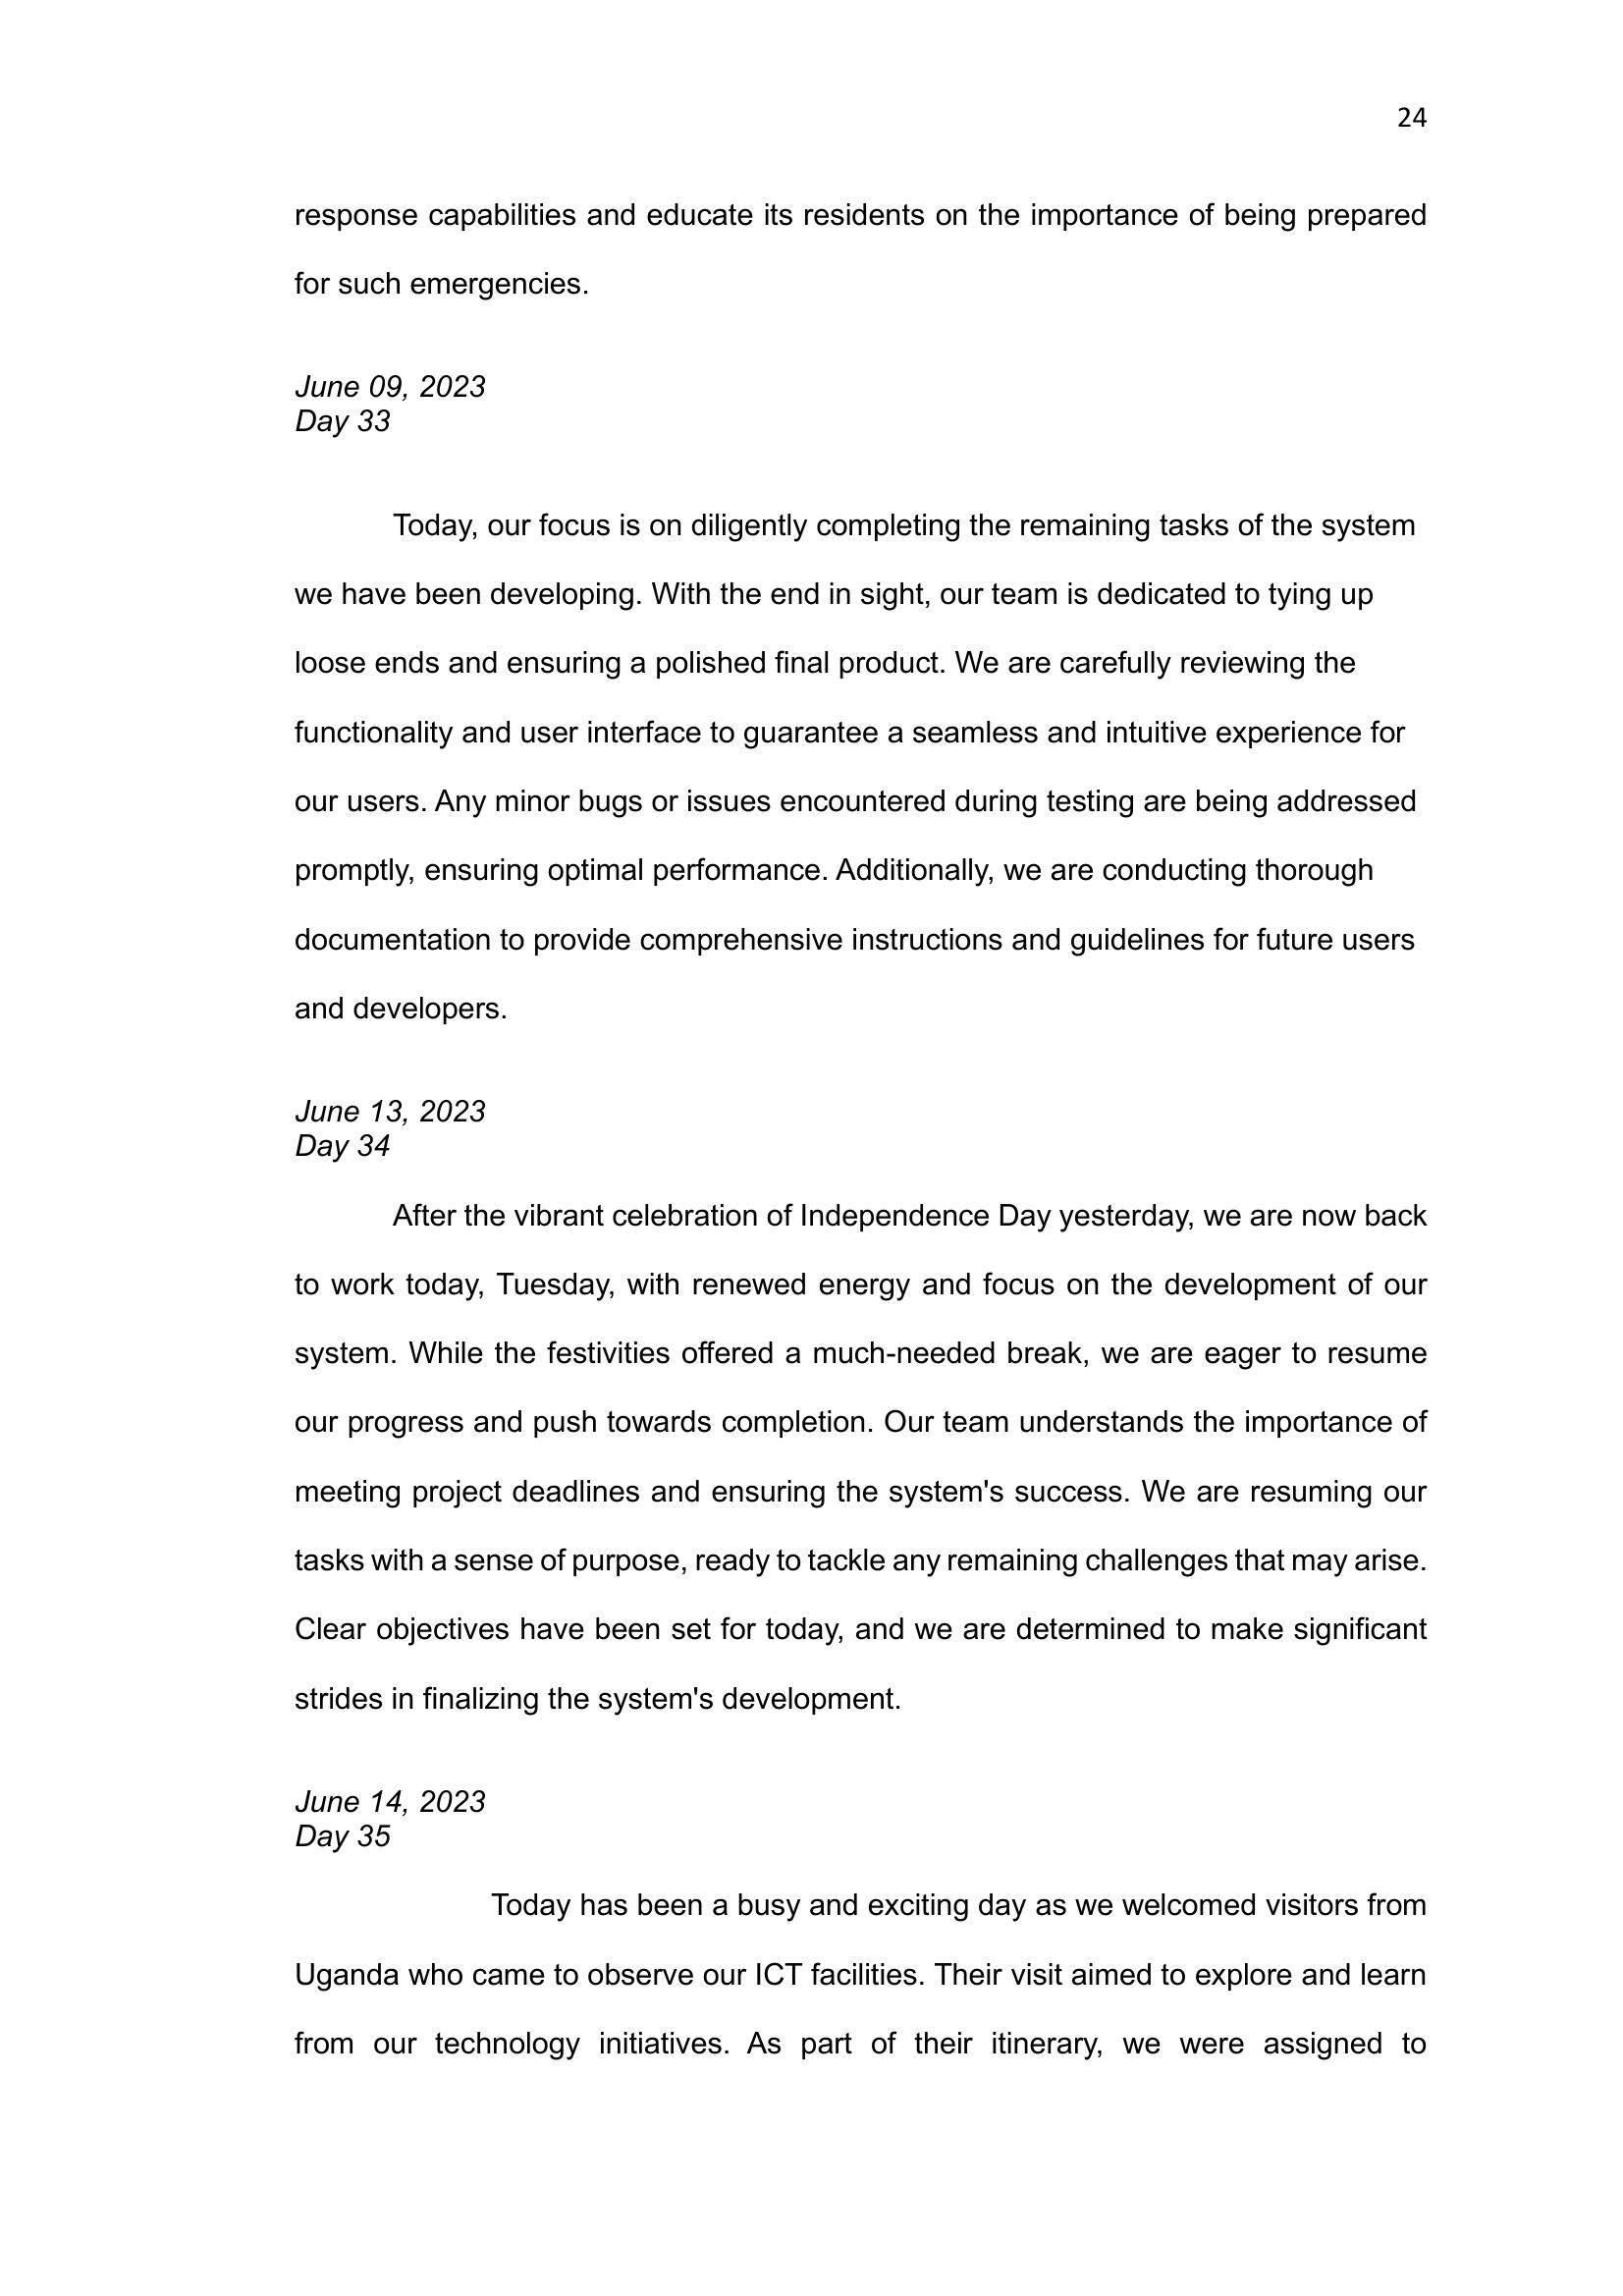 24
response capabilities and educate its residents on the importance of being prepared
for such emergencies.
June 09, 2023
Day 33
Today, our focus is on diligently completing the remaining tasks of the system
we have been developing. With the end in sight, our team is dedicated to tying up
loose ends and ensuring a polished final product. We are carefully reviewing the
functionality and user interface to guarantee a seamless and intuitive experience for
our users. Any minor bugs or issues encountered during testing are being addressed
promptly, ensuring optimal performance. Additionally, we are conducting thorough
documentation to provide comprehensive instructions and guidelines for future users
and developers.
June 13, 2023
Day 34
After the vibrant celebration of Independence Day yesterday, we are now back
to work today, Tuesday, with renewed energy and focus on the development of our
system. While the festivities offered a much-needed break, we are eager to resume
our progress and push towards completion. Our team understands the importance of
meeting project deadlines and ensuring the system's success. We are resuming our
tasks with a sense of purpose, ready to tackle any remaining challenges that may arise.
Clear objectives have been set for today, and we are determined to make significant
strides in finalizing the system's development.
June 14, 2023
Day 35
Today has been a busy and exciting day as we welcomed visitors from
Uganda who came to observe our ICT facilities. Their visit aimed to explore and learn
from our technology initiatives. As part of their itinerary, we were assigned to